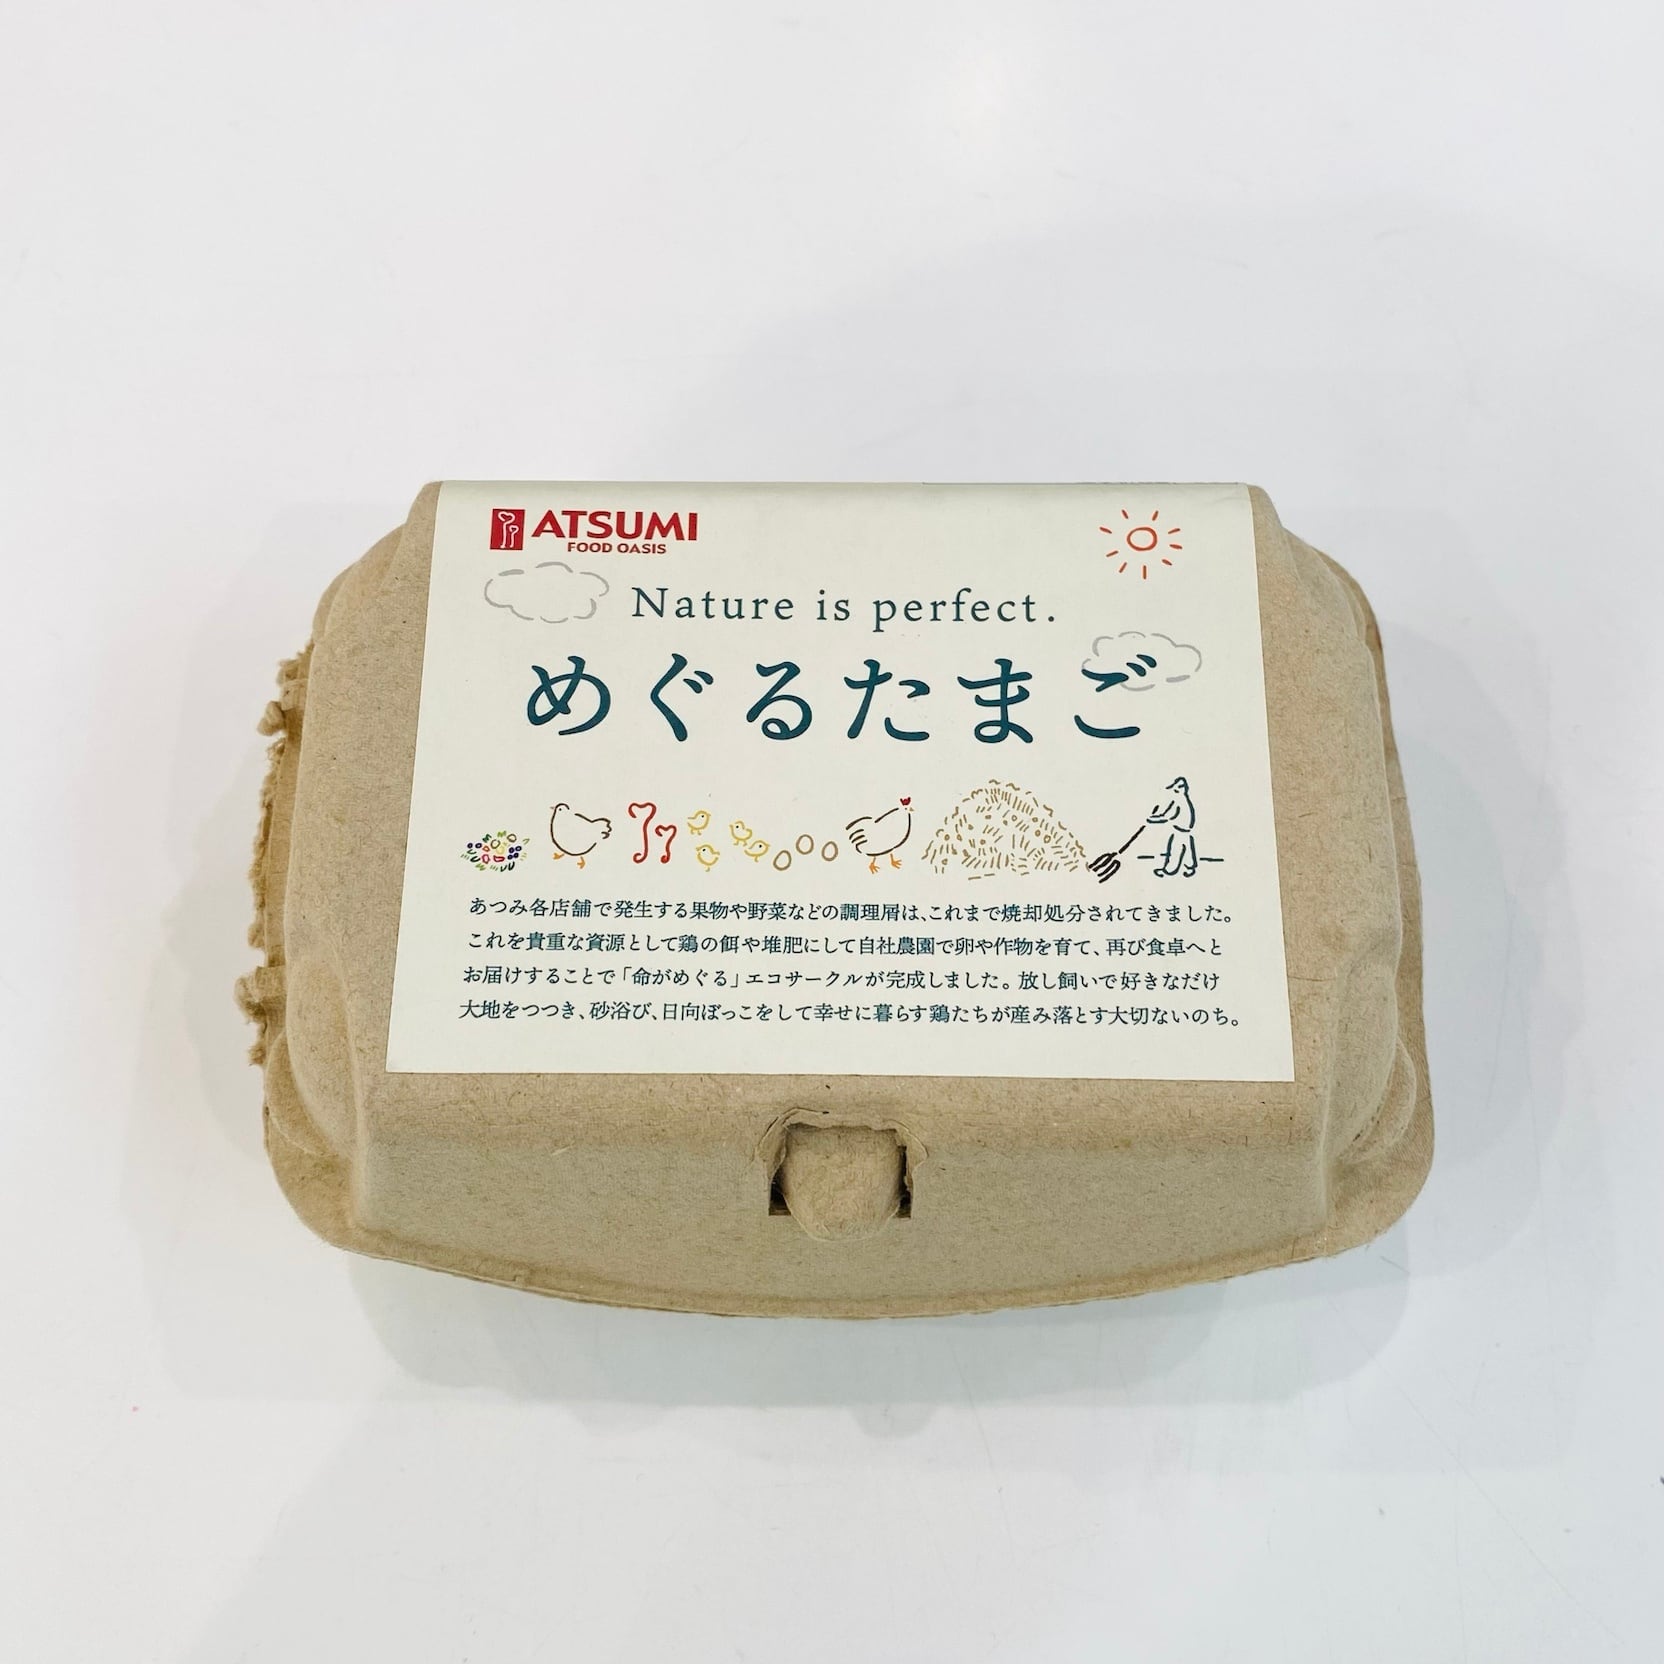 ATSUMI
FOOD OASIS
Nature is perfect.
めぐるたまご
あつみ各店舗で発生する果物や野菜などの調理屑は、これまで焼却処分されてきました。
これを貴重な資源として鶏の餌や堆肥にして自社農園で卵や作物を育て、再び食卓へと
お届けすることで「命がめぐる」エコサークルが完成しました。放し飼いで好きなだけ
大地をつつき、砂浴び、日向ぼっこをして幸せに暮らす鶏たちが産み落とす大切ないのち。